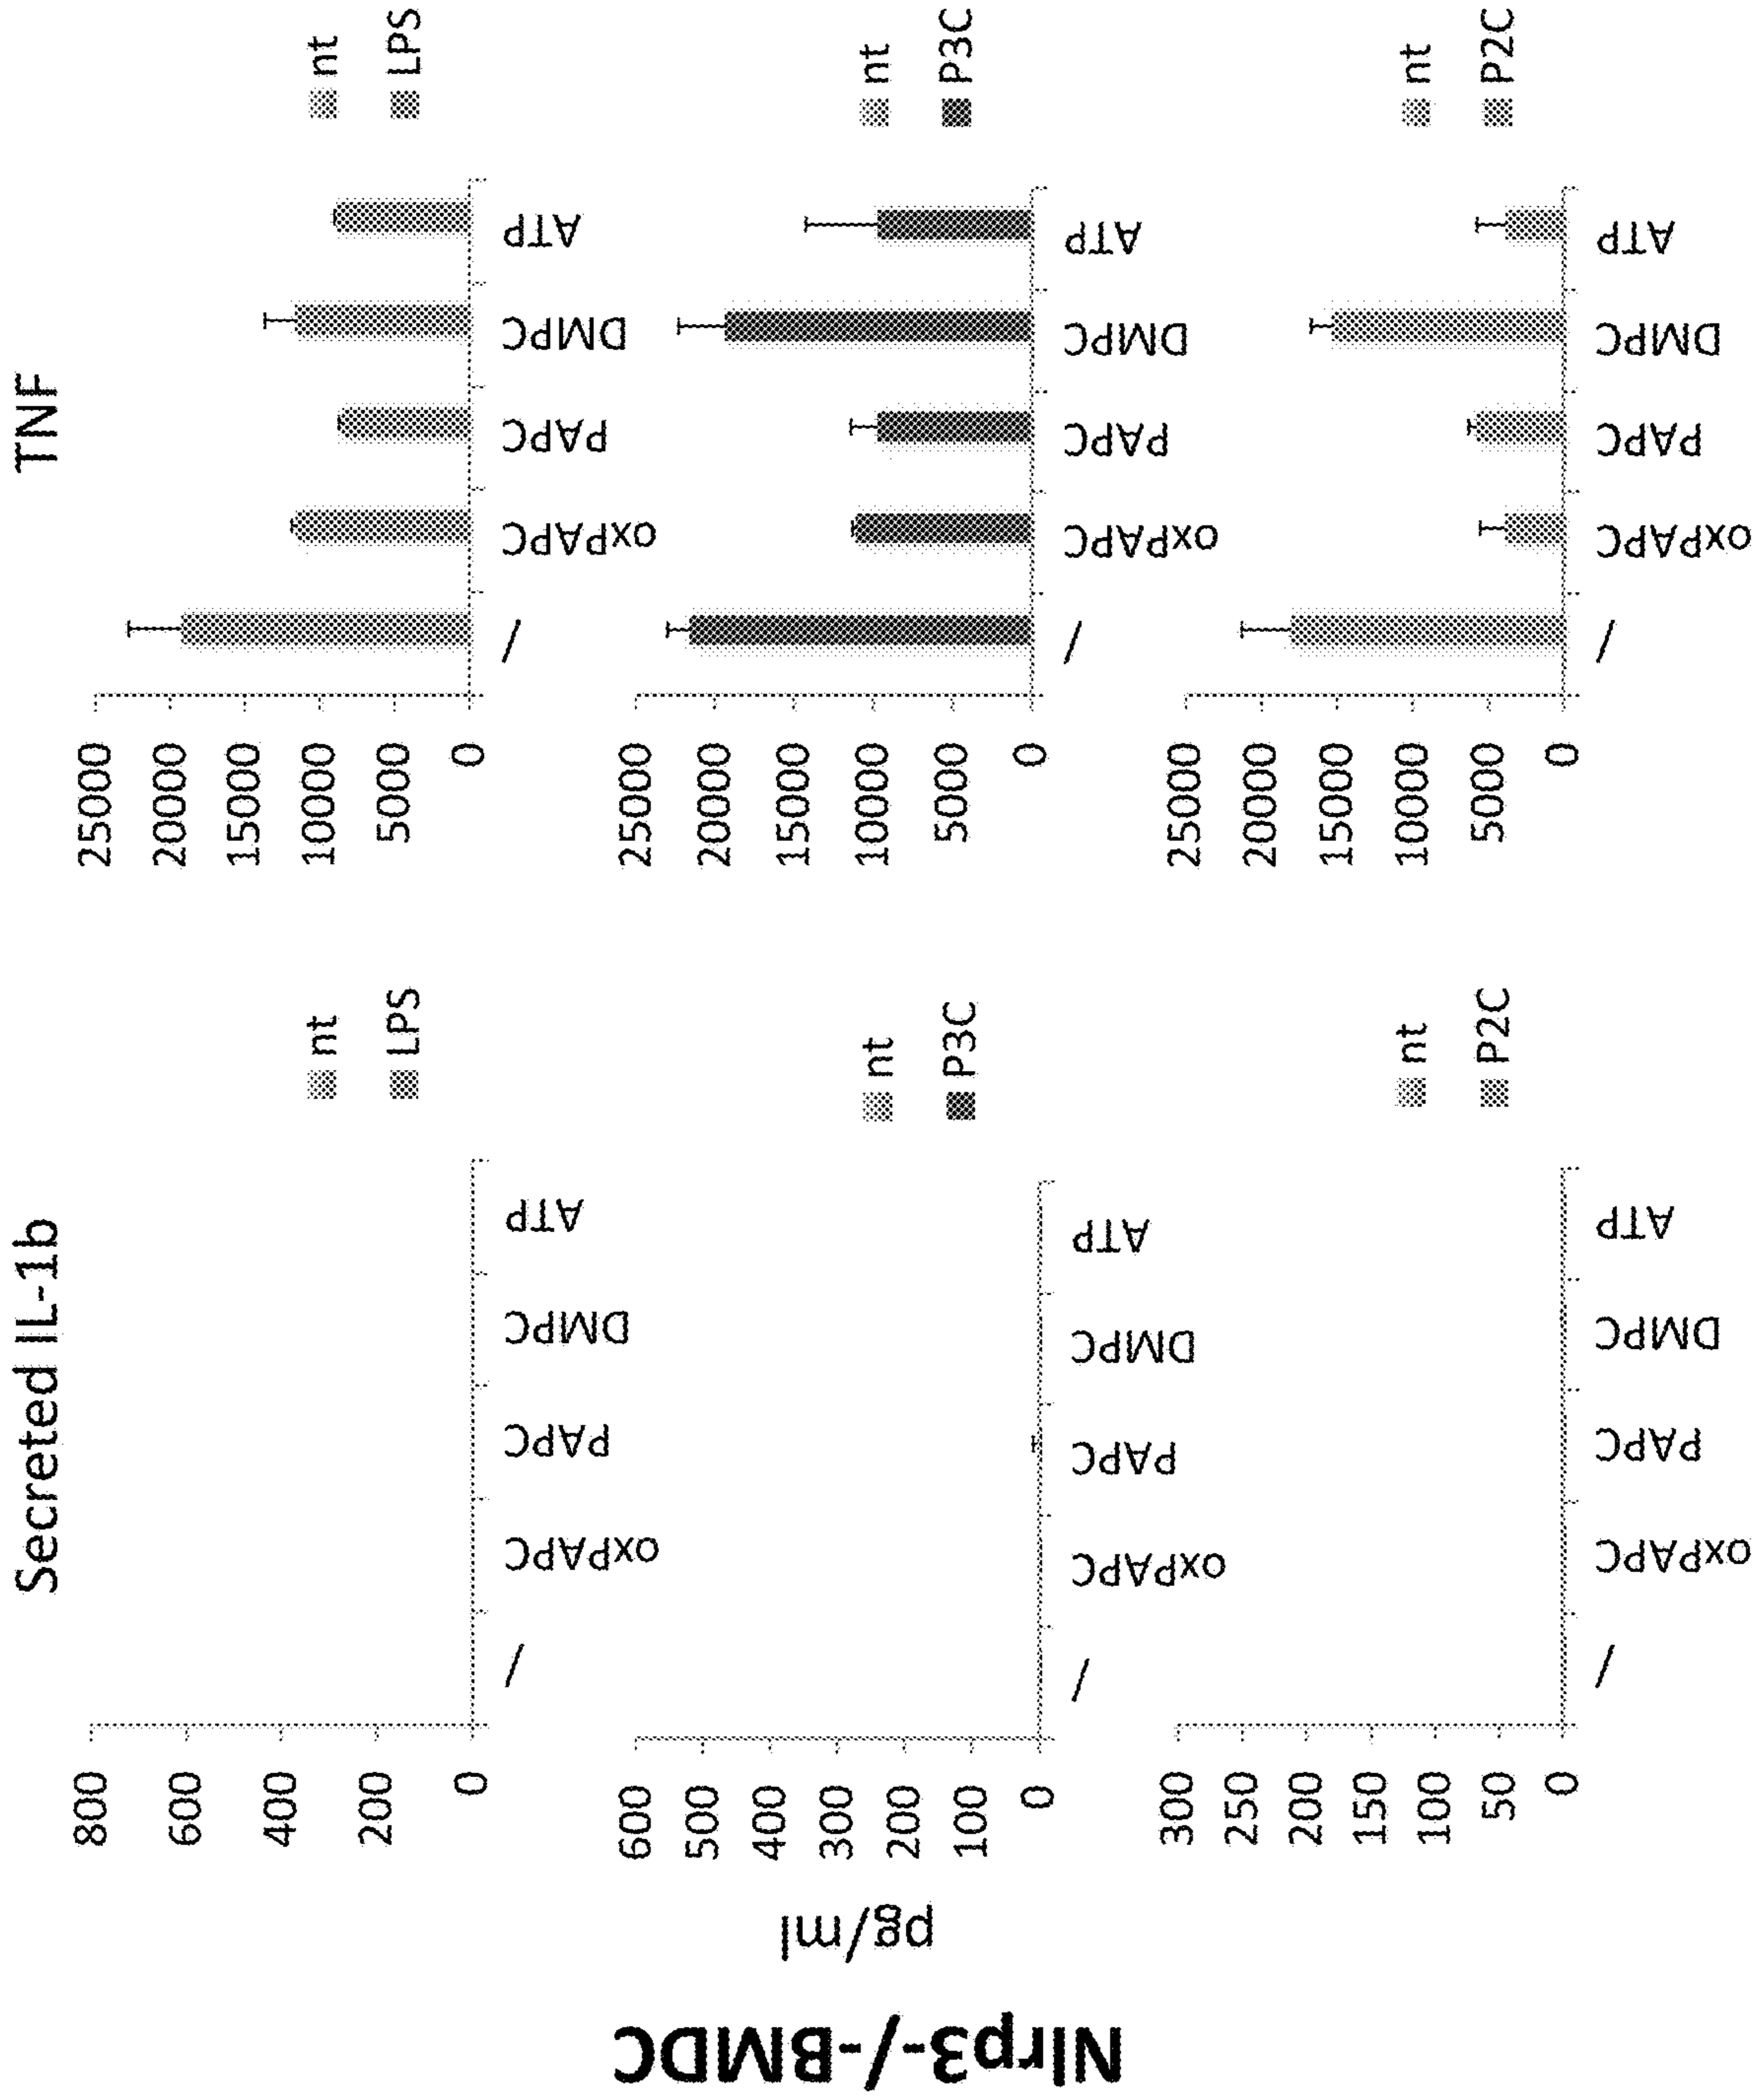 Nlrp3-/-BMDC
pg/ml
Secreted IL-1b
800
600
400
200
0
/
oxPAPC
PAPC
DMPC
ATP
nt
LPS
600
500
400
300
200
100
0
/
oxPAPC
PAPC
DMPC
ATP
nt
P3C
300
250
200
150
100
50
0
/
oxPAPC
PAPC
DMPC
ATP
nt
P2C
TNF
25000
20000
15000
10000
5000
0
/
oxPAPC
PAPC
DMPC
ATP
nt
LPS
25000
20000
15000
10000
5000
0
/
oxPAPC
PAPC
DMPC
ATP
nt
P3C
25000
20000
15000
10000
5000
0
/
oxPAPC
PAPC
DMPC
ATP
nt
P2C